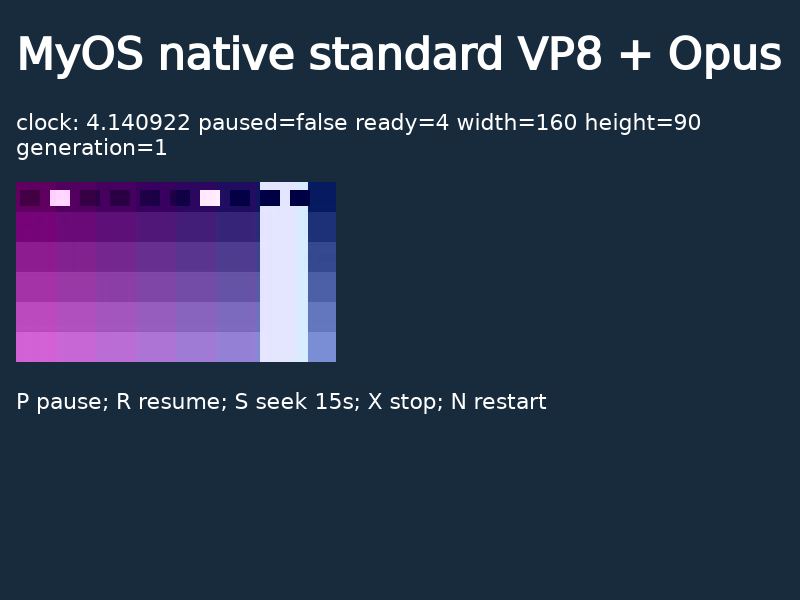 MyOS native standard VP8 + Opus
clock: 4.140922 paused=false ready=4 width=160 height=90
generation=1
P pause; R resume; S seek 15s; X stop; N restart